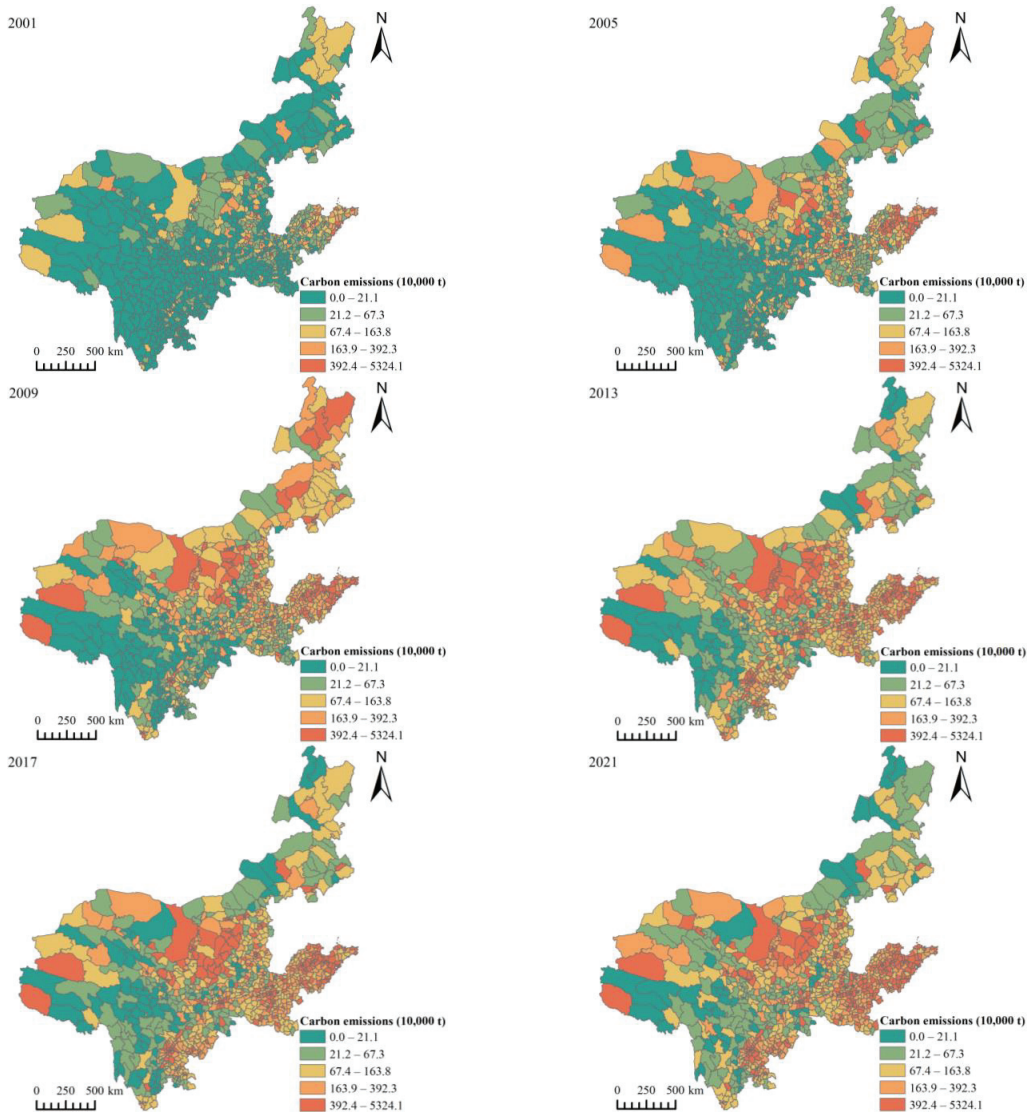 2001
N
Carbon emissions (10,000 t)
0.0 – 21.1
21.2 – 67.3
67.4 – 163.8
163.9 – 392.3
392.4 – 5324.1
0 250 500 km
2005
N
Carbon emissions (10,000 t)
0.0 – 21.1
21.2 – 67.3
67.4 – 163.8
163.9 – 392.3
392.4 – 5324.1
0 250 500 km
2009
N
Carbon emissions (10,000 t)
0.0 – 21.1
21.2 – 67.3
67.4 – 163.8
163.9 – 392.3
392.4 – 5324.1
0 250 500 km
2013
N
Carbon emissions (10,000 t)
0.0 – 21.1
21.2 – 67.3
67.4 – 163.8
163.9 – 392.3
392.4 – 5324.1
0 250 500 km
2017
N
Carbon emissions (10,000 t)
0.0 – 21.1
21.2 – 67.3
67.4 – 163.8
163.9 – 392.3
392.4 – 5324.1
0 250 500 km
2021
N
Carbon emissions (10,000 t)
0.0 – 21.1
21.2 – 67.3
67.4 – 163.8
163.9 – 392.3
392.4 – 5324.1
0 250 500 km